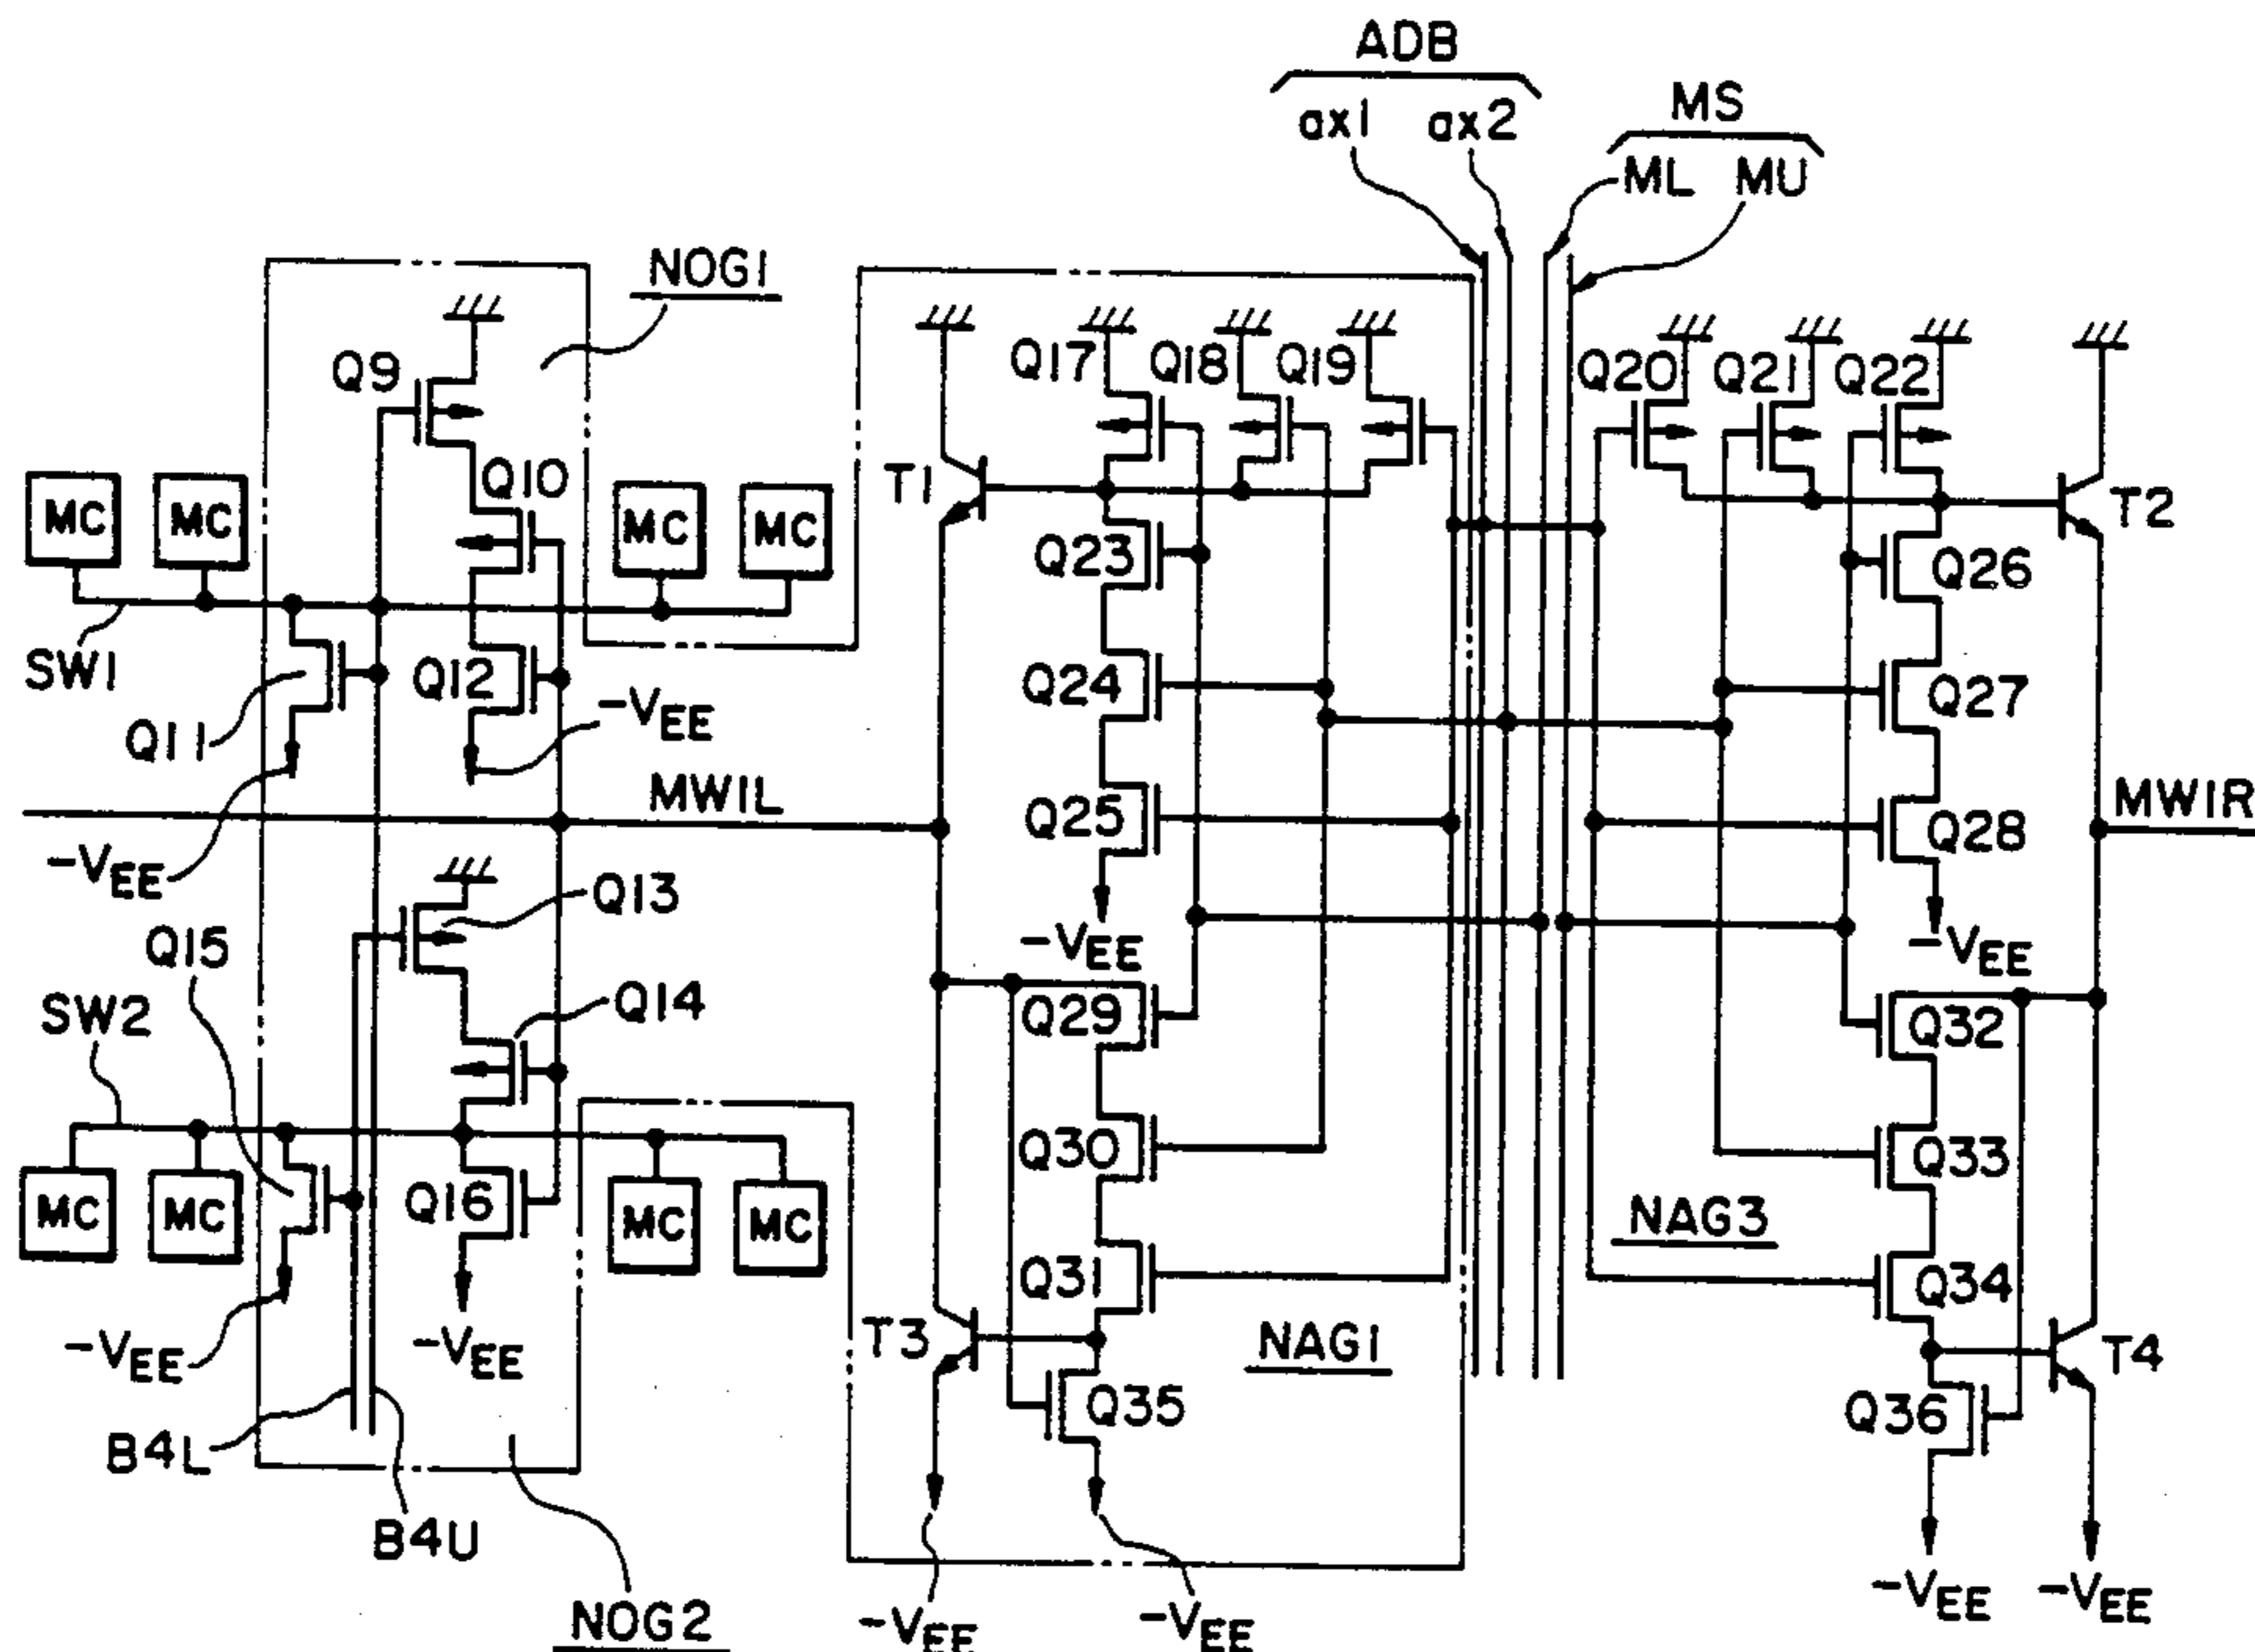 ADB
ax1 ax2
MS
ML MU
NOG1
Q9
Q17 Q18 Q19
Q20 Q21 Q22
Q10
T1
T2
MC MC
MC MC
Q23
Q26
SW1
Q12
Q24
Q27
Q11
-VEE
MW1L
MW1R
Q25
Q28
-VEE
Q13
Q15
-VEE
-VEE
SW2
Q14
Q29
Q32
Q30
Q33
MC MC
Q16
MC MC
NAG3
Q31
Q34
-VEE
-VEE
T3
NAG1
T4
Q35
Q36
B4L
B4U
NOG2
-VEE
-VEE
-VEE
-VEE